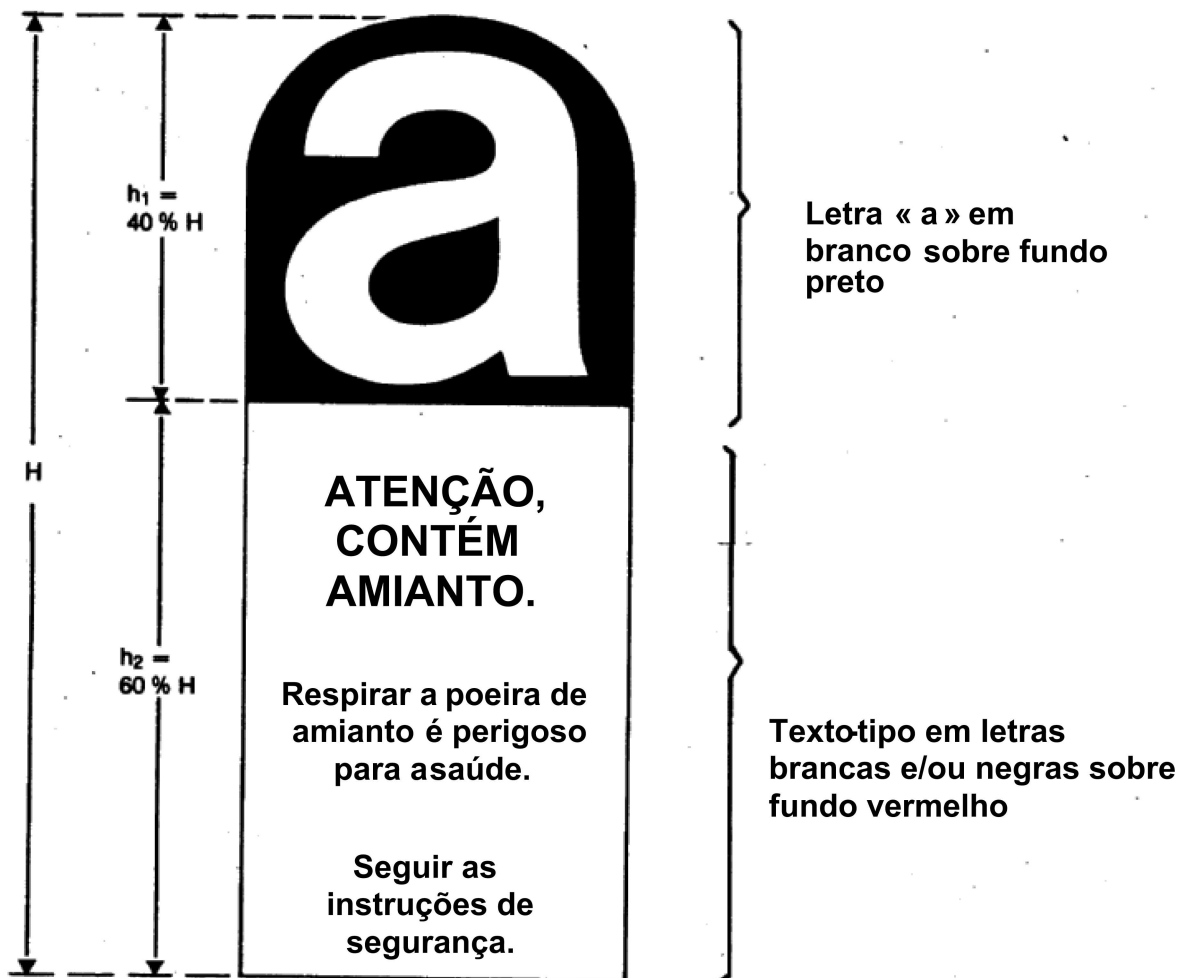 a
h₁ =
40 % H
Letra « a » em
branco sobre fundo
preto
H
ATENÇÃO,
CONTÉM
AMIANTO.
h₂ =
60 % H
Respirar a poeira de
amianto é perigoso
para asaúde.
Texto-tipo em letras
brancas e/ou negras sobre
fundo vermelho
Seguir as
instruções de
segurança.